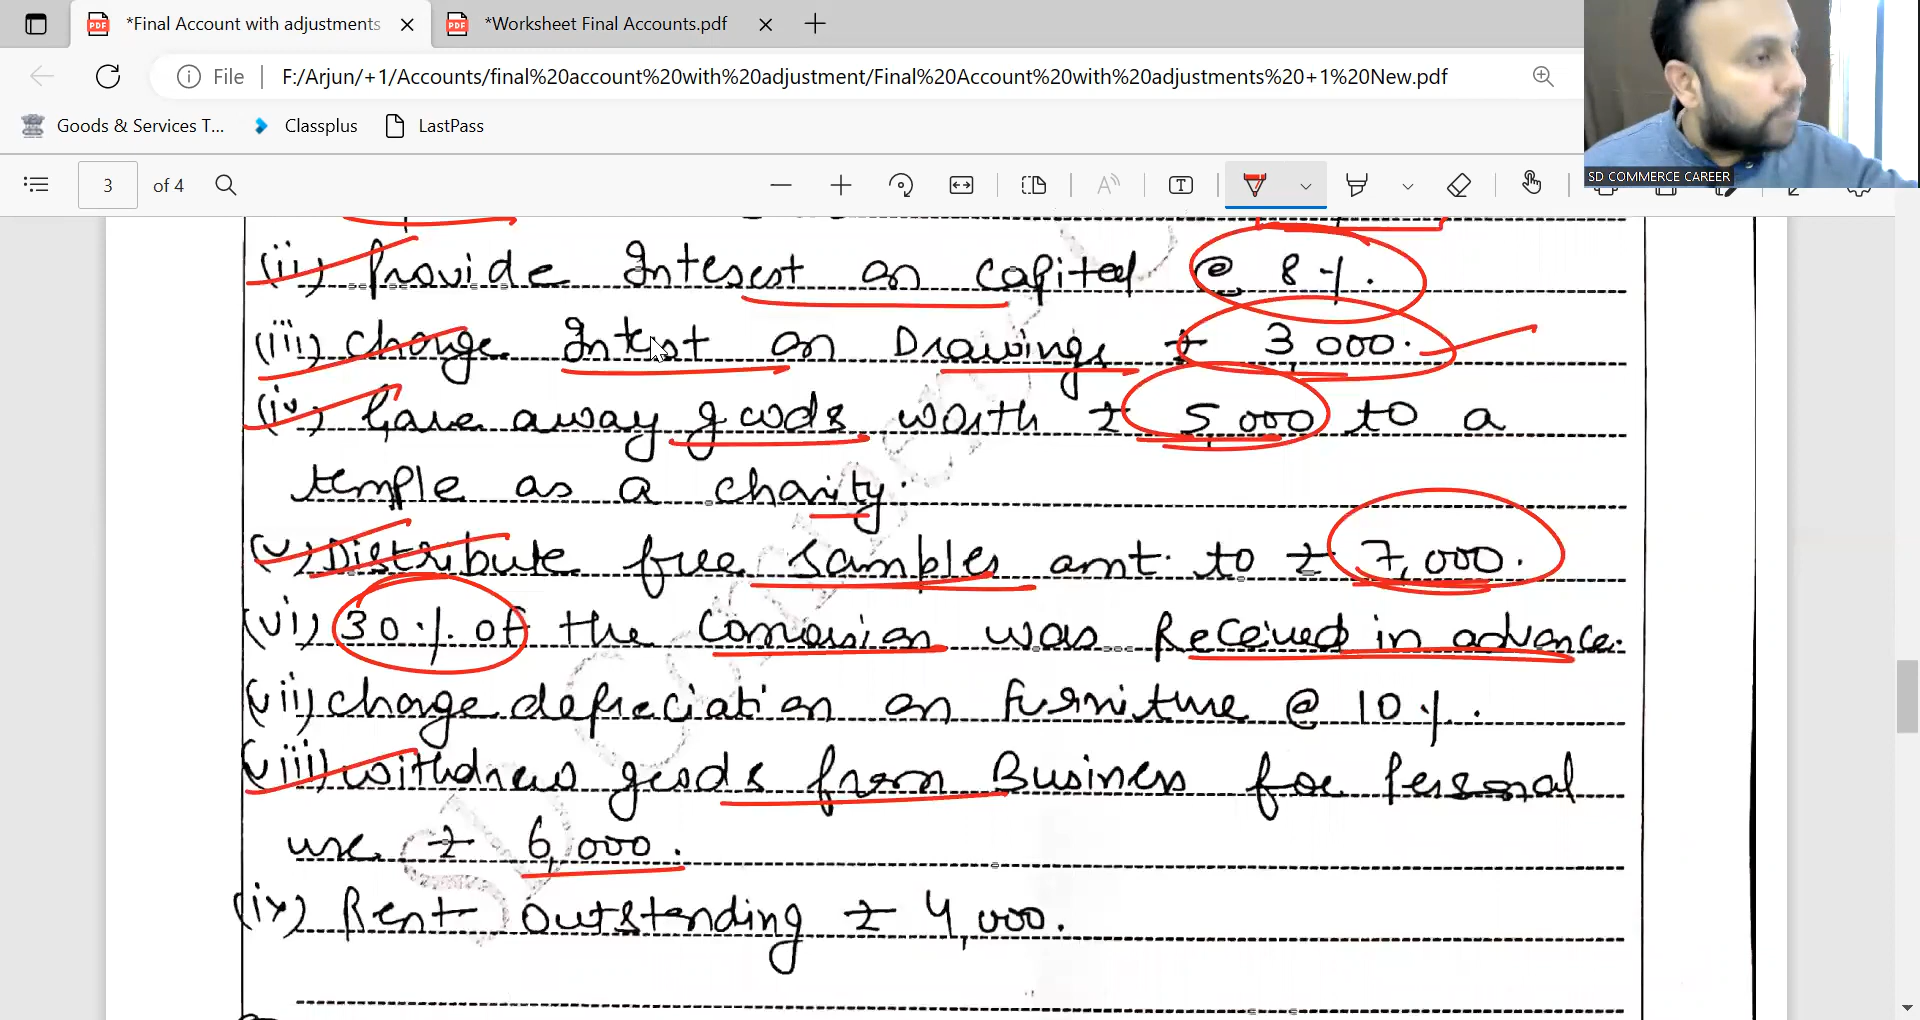 *Final Account with adjustments
*Worksheet Final Accounts.pdf
File F:/Arjun/+1/Accounts/final%20account%20with%20adjustment/Final%20Account%20with%20adjustments%20+1%20New.pdf
Goods & Services T... Classplus LastPass
SD COMMERCE CAREER
3 of 4
(ii) Provide Interest on Capital @ 8%.
(iii) Charge Intest on Drawings ₹ 3,000.
(iv) Gave away goods worth ₹ 5,000 to a
temple as a charity.
(v) Distribute free samples amt. to ₹ 7,000.
(vi) 30% of the Commission was Received in advance.
(vii) charge depreciation on furniture @ 10%.
(viii) withdrew goods from Business for Personal
use ₹ 6,000.
(ix) Rent Outstanding ₹ 4,000.